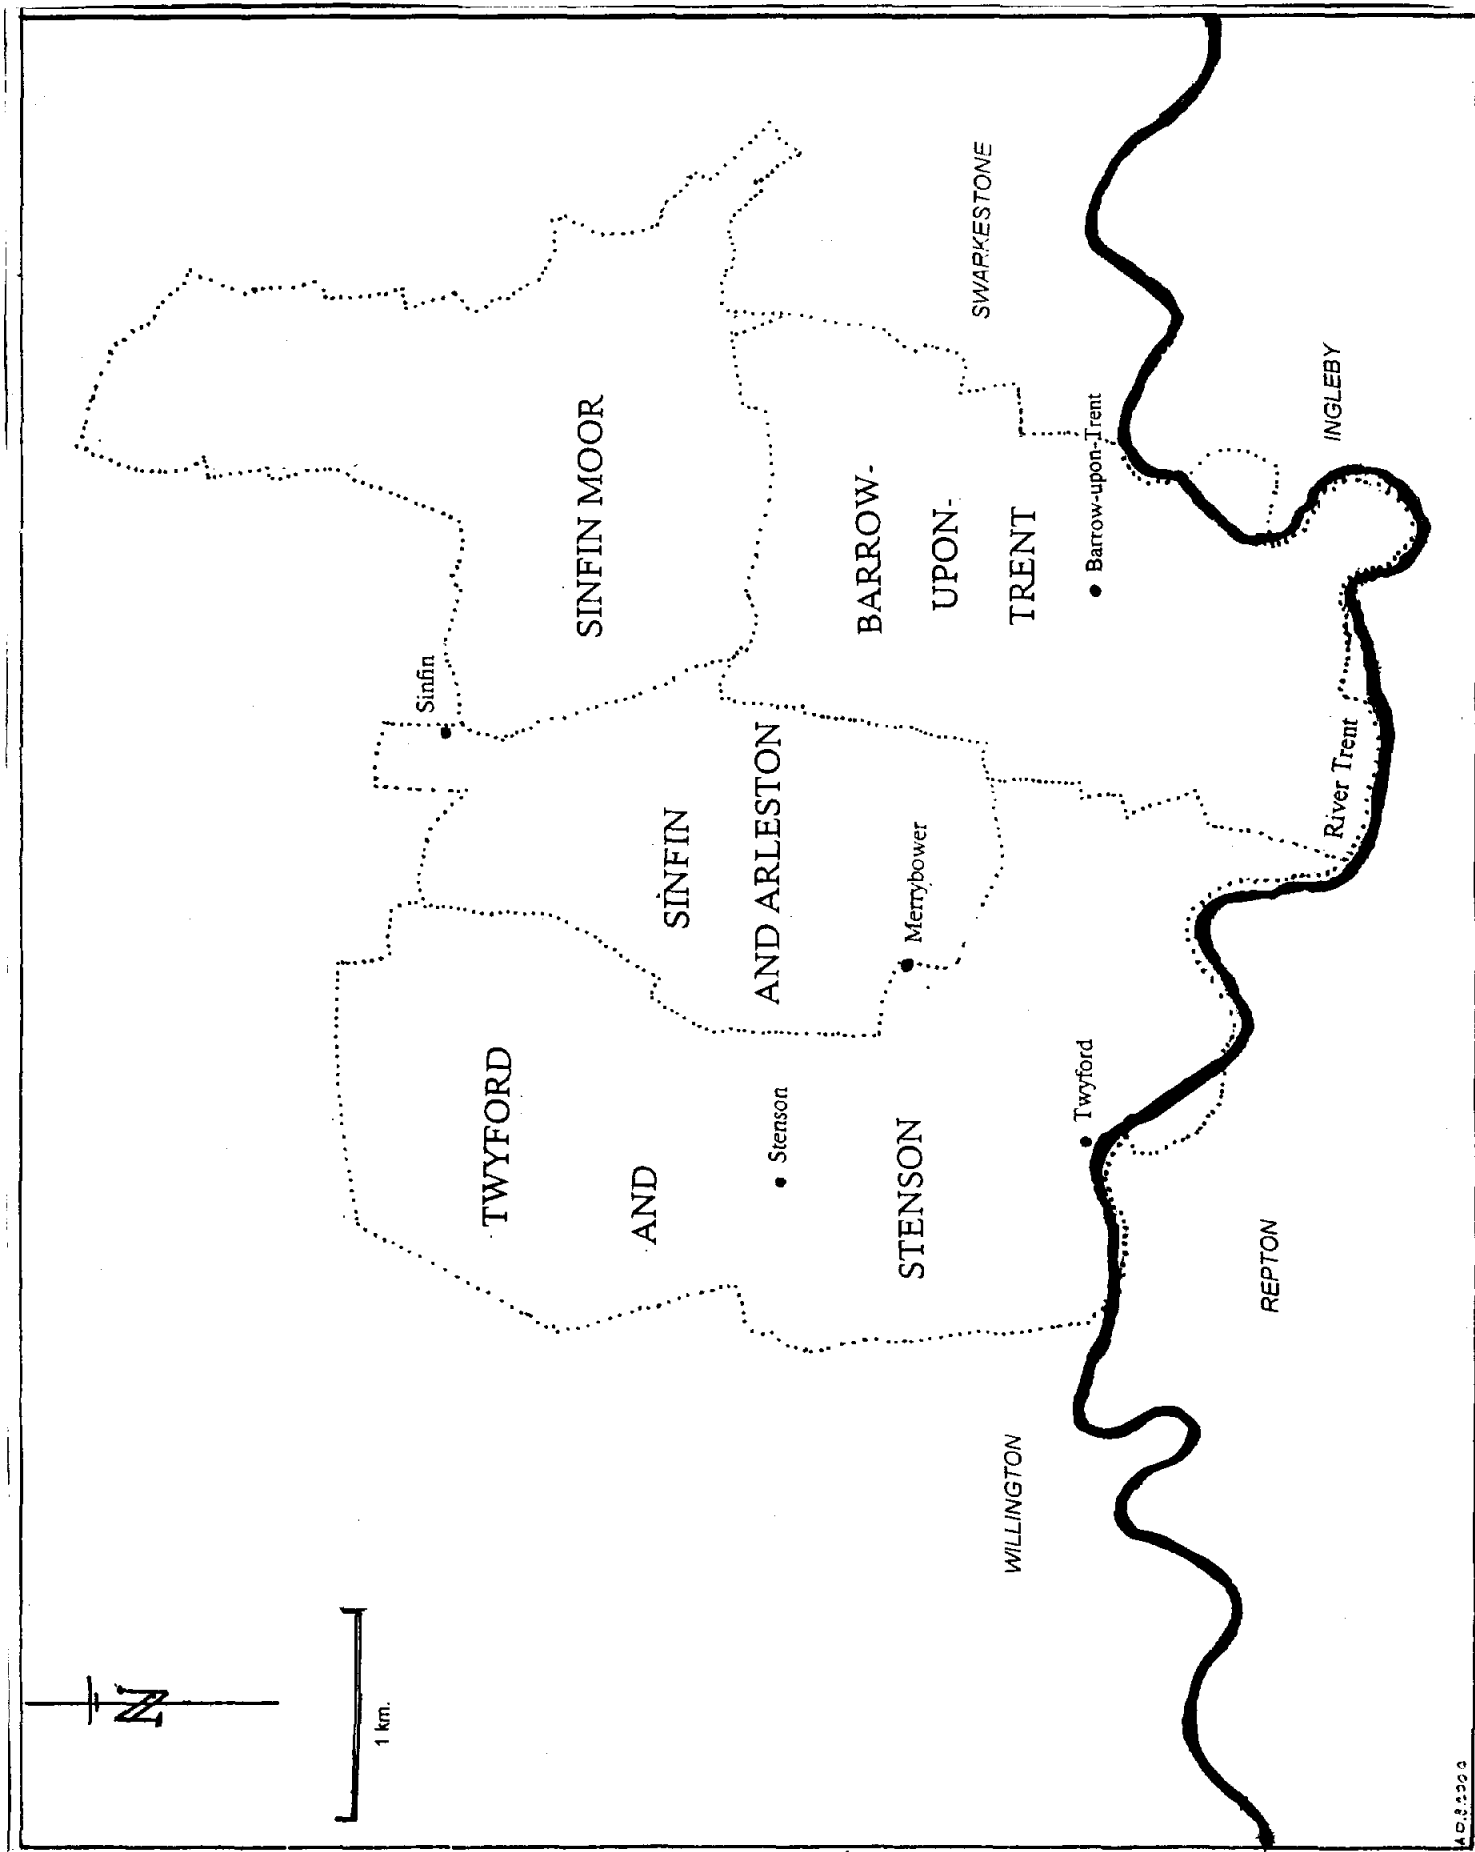 N
1 km.
Sinfin
SINFIN MOOR
TWYFORD
AND
STENSON
SINFIN
AND ARLESTON
Stenson
Merrybower
BARROW-
UPON-
TRENT
Barrow-upon-Trent
Twyford
SWARKESTONE
WILLINGTON
REPTON
River Trent
INGLEBY